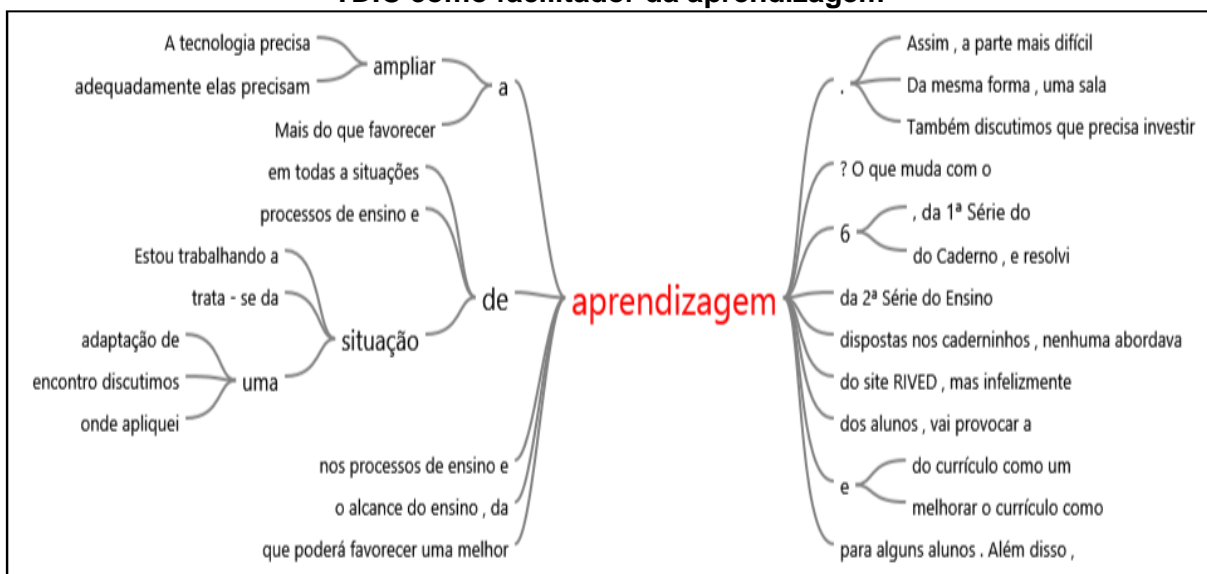 A tecnologia precisa
adequadamente elas precisam
ampliar
Mais do que favorecer
a
em todas a situações
processos de ensino e
Estou trabalhando a
trata - se da
adaptação de
encontro discutimos
onde apliquei
uma
situação
de
nos processos de ensino e
o alcance do ensino , da
que poderá favorecer uma melhor
aprendizagem
.
Assim , a parte mais difícil
Da mesma forma , uma sala
Também discutimos que precisa investir
? O que muda com o
6
, da 1ª Série do
do Caderno , e resolvi
da 2ª Série do Ensino
dispostas nos caderninhos , nenhuma abordava
do site RIVED , mas infelizmente
dos alunos , vai provocar a
e
do currículo como um
melhorar o currículo como
para alguns alunos . Além disso ,